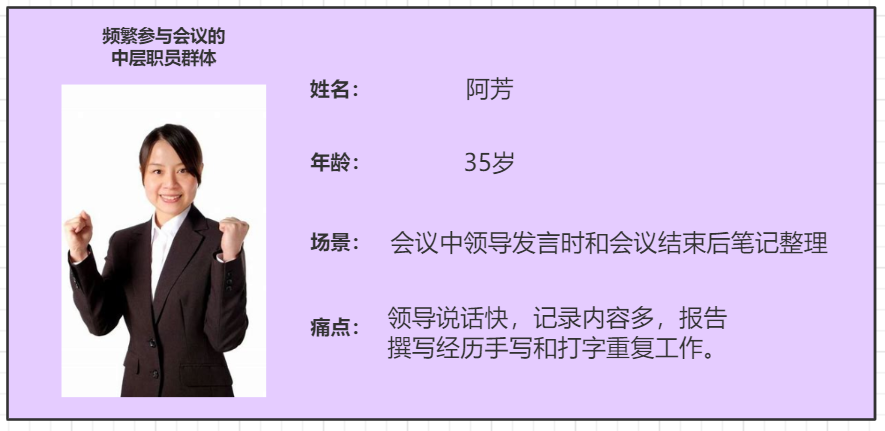 频繁参与会议的
中层职员群体
姓名： 阿芳
年龄： 35岁
场景： 会议中领导发言时和会议结束后笔记整理
痛点： 领导说话快，记录内容多，报告
撰写经历手写和打字重复工作。